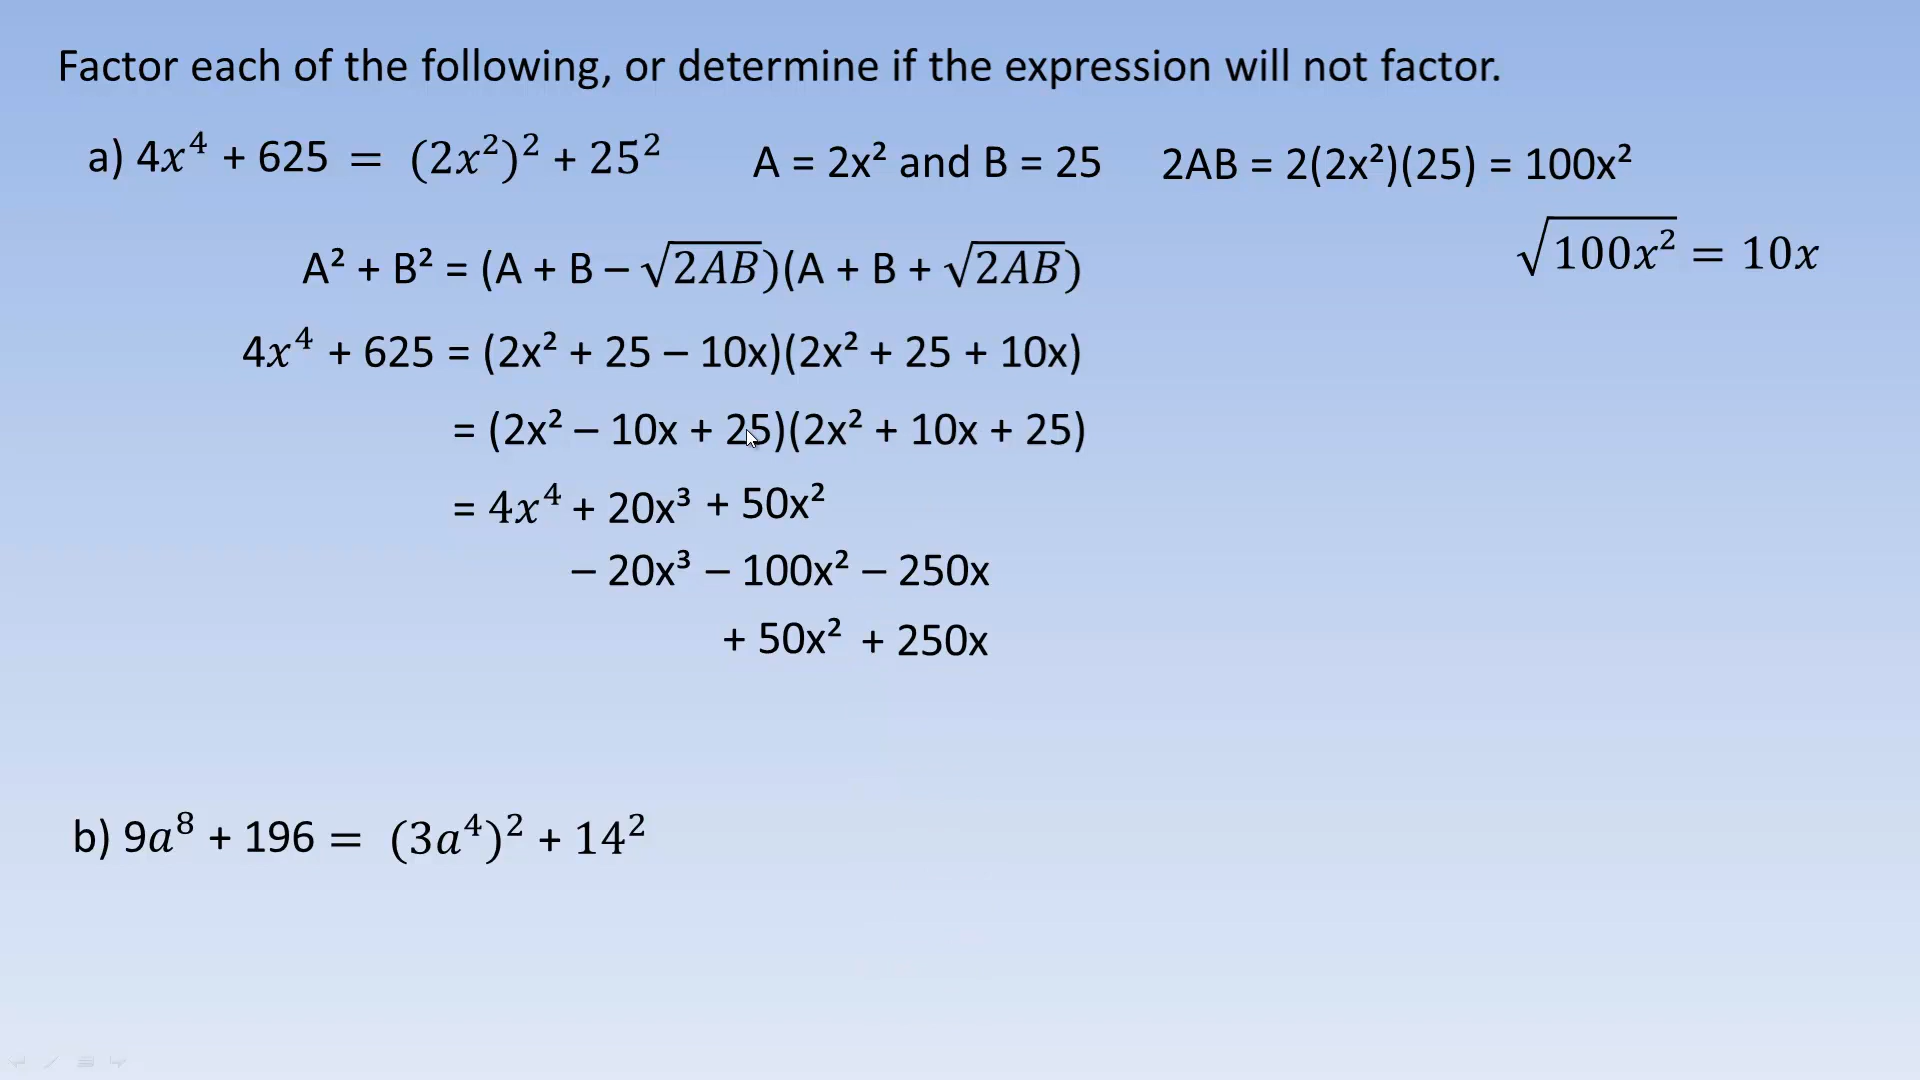 Factor each of the following, or determine if the expression will not factor.
a) 4x⁴ + 625 = (2x²)² + 25² A = 2x² and B = 25 2AB = 2(2x²)(25) = 100x²
√(100x²) = 10x
A² + B² = (A + B – √2AB)(A + B + √2AB)
4x⁴ + 625 = (2x² + 25 – 10x)(2x² + 25 + 10x)
= (2x² – 10x + 25)(2x² + 10x + 25)
= 4x⁴ + 20x³ + 50x²
– 20x³ – 100x² – 250x
+ 50x² + 250x
b) 9a⁸ + 196 = (3a⁴)² + 14²